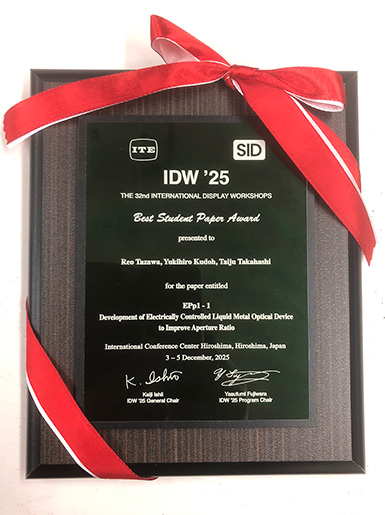 ITE
SID
IDW '25
THE 32nd INTERNATIONAL DISPLAY WORKSHOPS
Best Student Paper Award
presented to
Reo Tazawa, Yukihiro Kudoh, Taiju Takahashi
for the paper entitled
EPp1 - 1
Development of Electrically Controlled Liquid Metal Optical Device
to Improve Aperture Ratio
International Conference Center Hiroshima, Hiroshima, Japan
3 – 5 December, 2025
K. Ishii
Keiji Ishii
Yasufumi Fujiwara
IDW '25 General Chair
IDW '25 Program Chair